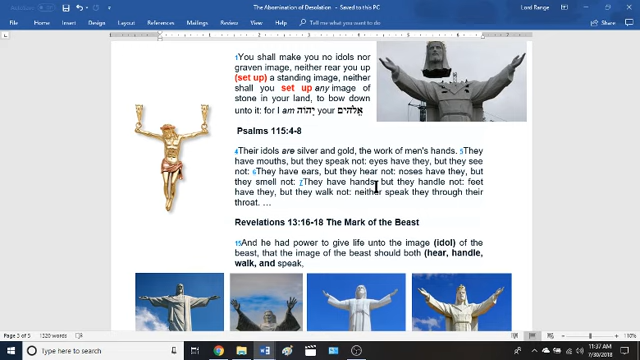 The Abomination of Desolation - Saved to this PC
Lord Range
File Home Insert Design Layout References Mailings Review View Help Tell me what you want to do Share
1You shall make you no idols nor
graven image, neither rear you up
(set up) a standing image, neither
shall you set up any image of
stone in your land, to bow down
unto it: for I am יְהוָה your אֱלֹהִים
Psalms 115:4-8
4Their idols are silver and gold, the work of men's hands. 5They
have mouths, but they speak not: eyes have they, but they see
not: 6They have ears, but they hear not: noses have they, but
they smell not: 7They have hands, but they handle not: feet
have they, but they walk not: neither speak they through their
throat. …
Revelations 13:16-18 The Mark of the Beast
15And he had power to give life unto the image (idol) of the
beast, that the image of the beast should both (hear, handle,
walk, and speak,
Page 5 of 5 1320 words
110%
Type here to search
11:37 AM
7/30/2018